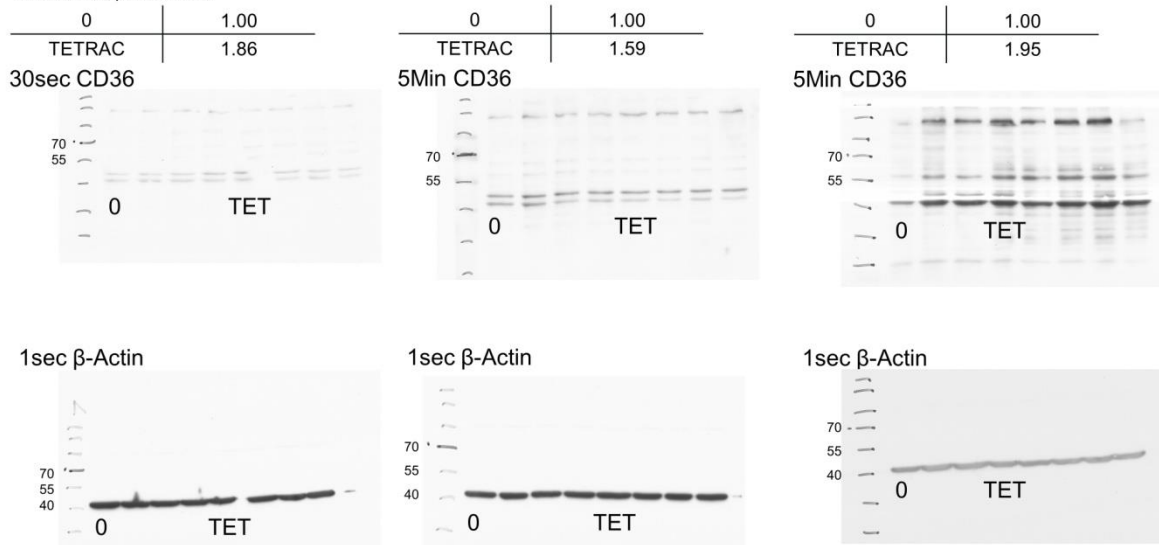 0 1.00
TETRAC 1.86
30sec CD36
70
55
0 TET
0 1.00
TETRAC 1.59
5Min CD36
70
55
0 TET
0 1.00
TETRAC 1.95
5Min CD36
70
55
0 TET
1sec β-Actin
70
55
40
0 TET
1sec β-Actin
70
55
40
0 TET
1sec β-Actin
70
55
40
0 TET